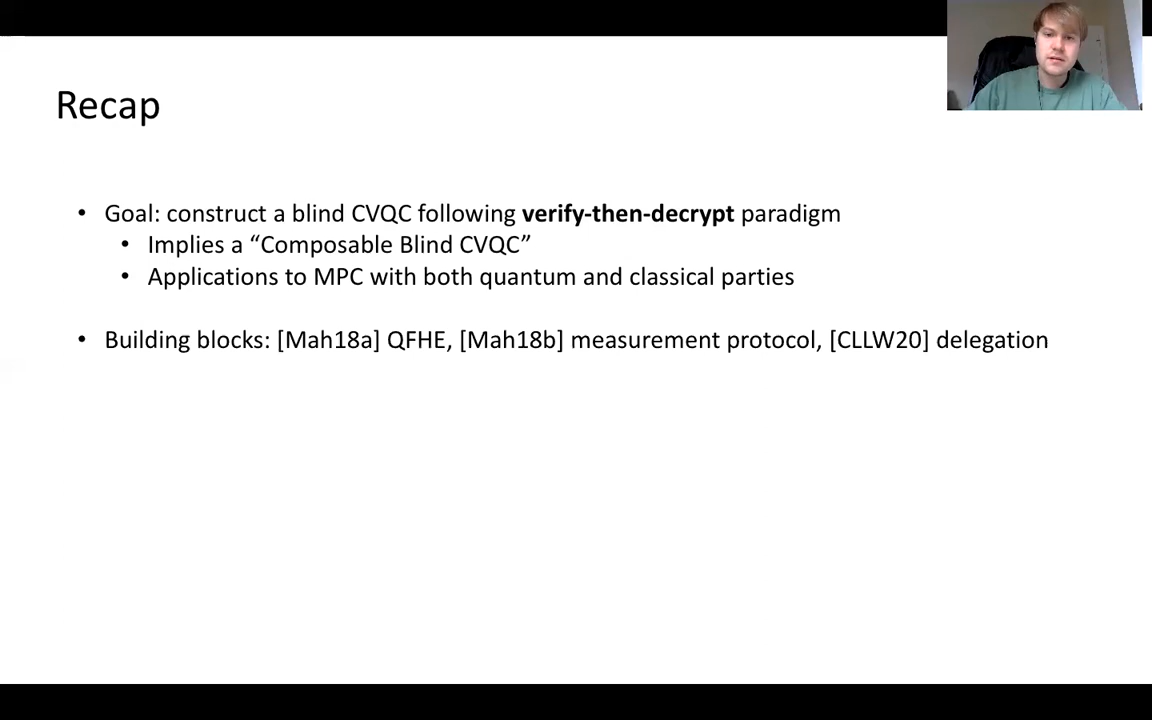 Recap
• Goal: construct a blind CVQC following verify-then-decrypt paradigm
• Implies a “Composable Blind CVQC”
• Applications to MPC with both quantum and classical parties
• Building blocks: [Mah18a] QFHE, [Mah18b] measurement protocol, [CLLW20] delegation